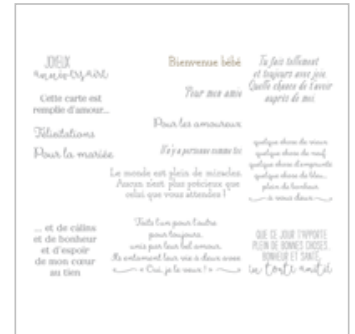 JOYEUX
anniversaire
Cette carte est
remplie d'amour...
Félicitations
Pour la mariée
... et de câlins
et de bonheur
et d'espoir
de mon cœur
au tien
Bienvenue bébé
Pour mon amie
Pour les amoureux
Il n'y a personne comme toi
Le monde est plein de miracles.
Aucun n'est plus précieux que
celui que vous attendez !
Faits l'un pour l'autre
pour toujours,
unis par leur bel amour,
Ils entament leur vie à deux avec
« Oui, je le veux ! »
Tu fais tellement
et toujours avec joie.
Quelle chance de t'avoir
auprès de moi.
quelque chose de vieux
quelque chose de neuf
quelque chose d'emprunté
quelque chose de bleu...
plein de bonheur
à vous deux
QUE CE JOUR T'APPORTE
PLEIN DE BONNES CHOSES,
BONHEUR ET SANTÉ,
en toute amitié